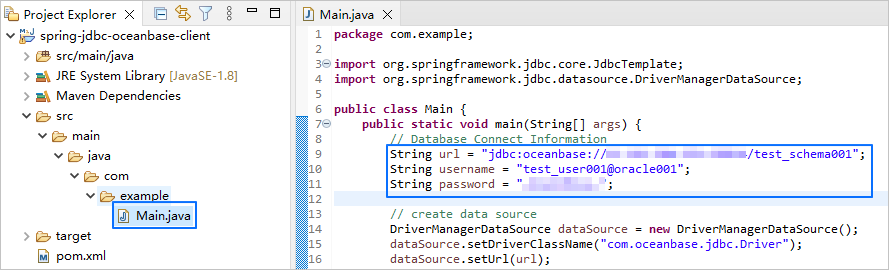 Project Explorer
spring-jdbc-oceanbase-client
src/main/java
JRE System Library [JavaSE-1.8]
Maven Dependencies
src
main
java
com
example
Main.java
target
pom.xml
Main.java
1 package com.example;
2
3 import org.springframework.jdbc.core.JdbcTemplate;
4 import org.springframework.jdbc.datasource.DriverManagerDataSource;
5
6 public class Main {
7 public static void main(String[] args) {
8 // Database Connect Information
9 String url = "jdbc:oceanbase:// /test_schema001";
10 String username = "test_user001@oracle001";
11 String password = " ";
12
13 // create data source
14 DriverManagerDataSource dataSource = new DriverManagerDataSource();
15 dataSource.setDriverClassName("com.oceanbase.jdbc.Driver");
16 dataSource.setUrl(url);